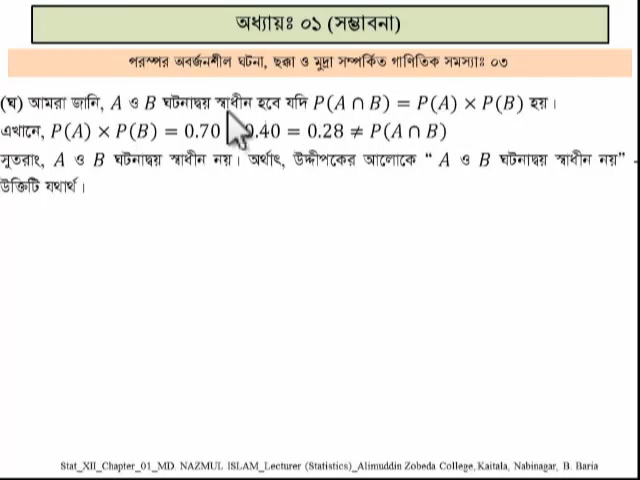 অধ্যায়ঃ ০১ (সম্ভাবনা)
পরস্পর অবর্জনশীল ঘটনা, ছক্কা ও মুদ্রা সম্পর্কিত গাণিতিক সমস্যাঃ ০৩
(ঘ) আমরা জানি, A ও B ঘটনাদ্বয় স্বাধীন হবে যদি P(A ∩ B) = P(A) × P(B) হয়।
এখানে, P(A) × P(B) = 0.70 0.40 = 0.28 ≠ P(A ∩ B)
সুতরাং, A ও B ঘটনাদ্বয় স্বাধীন নয়। অর্থাৎ, উদ্দীপকের আলোকে “ A ও B ঘটনাদ্বয় স্বাধীন নয়” -
উক্তিটি যথার্থ।
Stat_XII_Chapter_01_MD. NAZMUL ISLAM_Lecturer (Statistics)_Alimuddin Zobeda College, Kaitala, Nabinagar, B. Baria